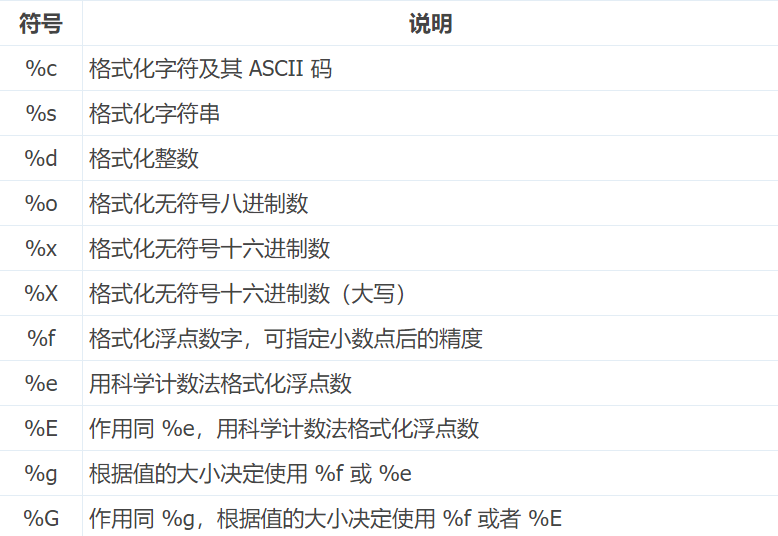 符号 说明
%c 格式化字符及其 ASCII 码
%s 格式化字符串
%d 格式化整数
%o 格式化无符号八进制数
%x 格式化无符号十六进制数
%X 格式化无符号十六进制数（大写）
%f 格式化浮点数字，可指定小数点后的精度
%e 用科学计数法格式化浮点数
%E 作用同 %e，用科学计数法格式化浮点数
%g 根据值的大小决定使用 %f 或 %e
%G 作用同 %g，根据值的大小决定使用 %f 或者 %E